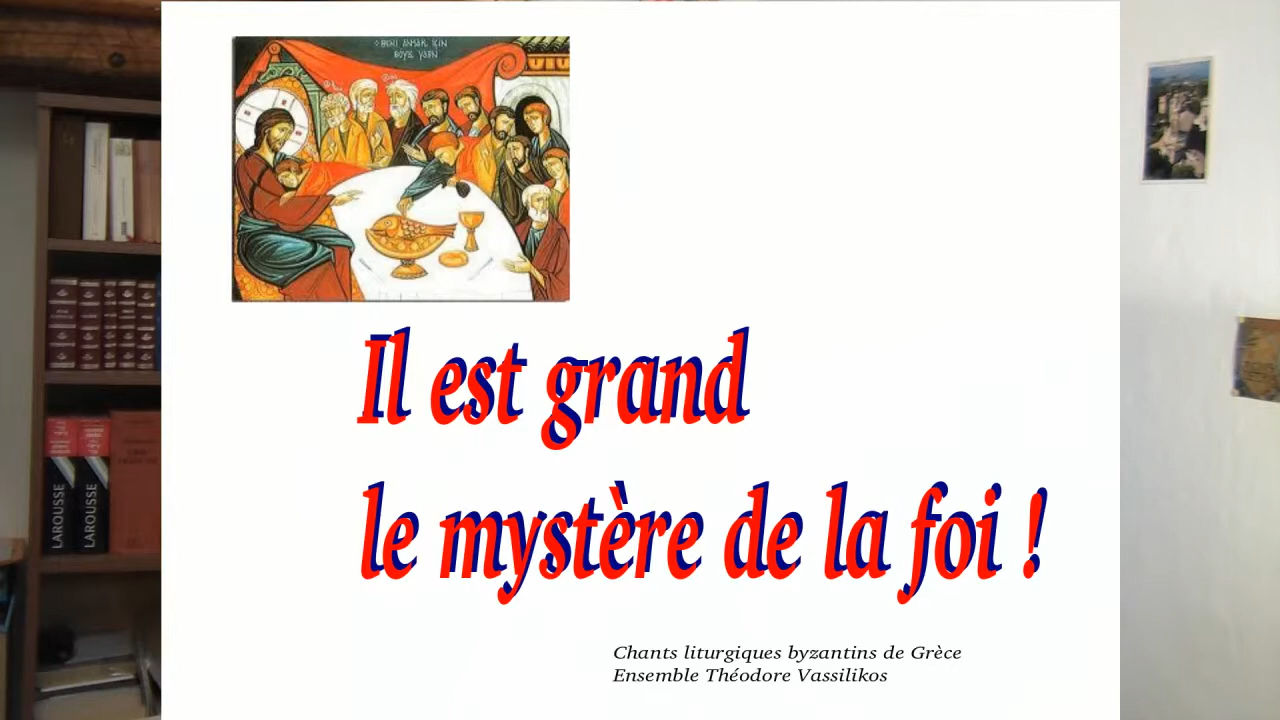 Il est grand
le mystère de la foi !
Chants liturgiques byzantins de Grèce
Ensemble Théodore Vassilikos
LAROUSSE
LAROUSSE